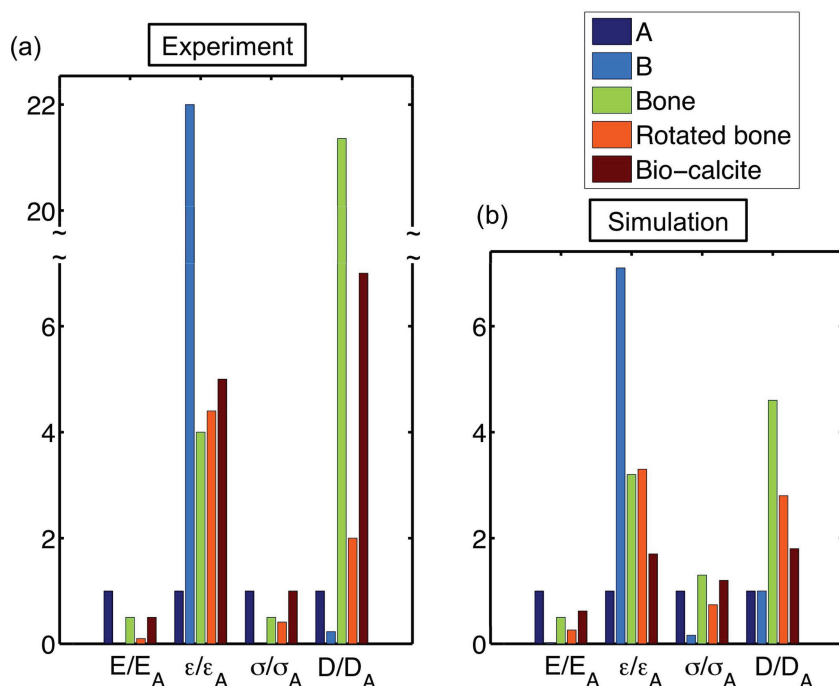 (a)
Experiment
22
20
~ ~
~ ~
6
4
2
0
E/E_A ε/ε_A σ/σ_A D/D_A
A
B
Bone
Rotated bone
Bio-calcite
(b)
Simulation
6
4
2
0
E/E_A ε/ε_A σ/σ_A D/D_A